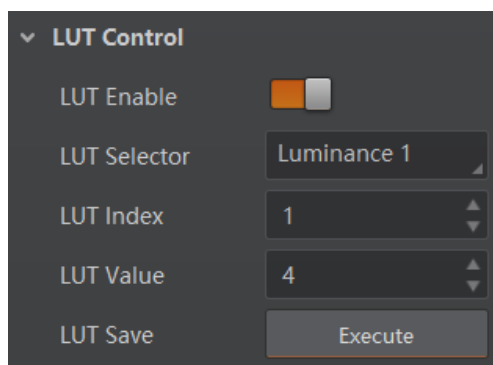 LUT Control
LUT Enable
LUT Selector Luminance 1
LUT Index 1
LUT Value 4
LUT Save Execute